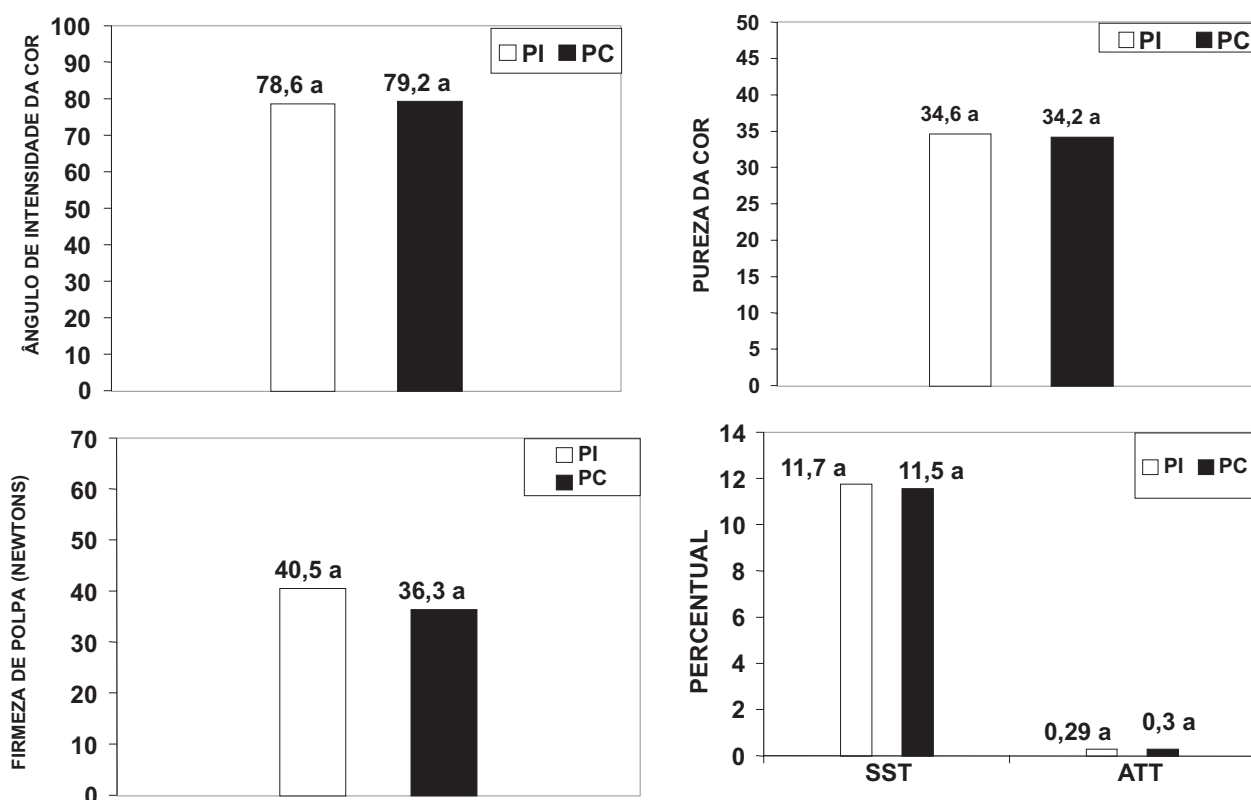 ÂNGULO DE INTENSIDADE DA COR
100
90
80
70
60
50
40
30
20
10
0
PI PC
78,6 a
79,2 a
PUREZA DA COR
50
45
40
35
30
25
20
15
10
5
0
PI PC
34,6 a
34,2 a
FIRMEZA DE POLPA (NEWTONS)
70
60
50
40
30
20
10
0
PI
PC
40,5 a
36,3 a
PERCENTUAL
14
12
10
8
6
4
2
0
PI PC
11,7 a
11,5 a
0,29 a
0,3 a
SST
ATT